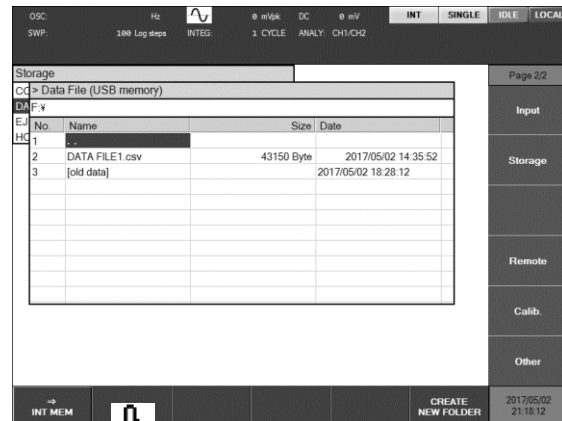 OSC: Hz 0 mVpk DC 0 mV INT SINGLE IDLE LOCAL
SWP: 100 Log steps INTEG: 1 CYCLE ANALY: CH1/CH2
Storage Page 2/2
> Data File (USB memory)
DA F:¥ Input
EJ No. Name Size Date
1 ..
2 DATA FILE1.csv 43150 Byte 2017/05/02 14:35:52 Storage
3 [old data] 2017/05/02 18:28:12
Remote
Calib.
Other
⇒ CREATE 2017/05/02
INT MEM NEW FOLDER 21:18:12